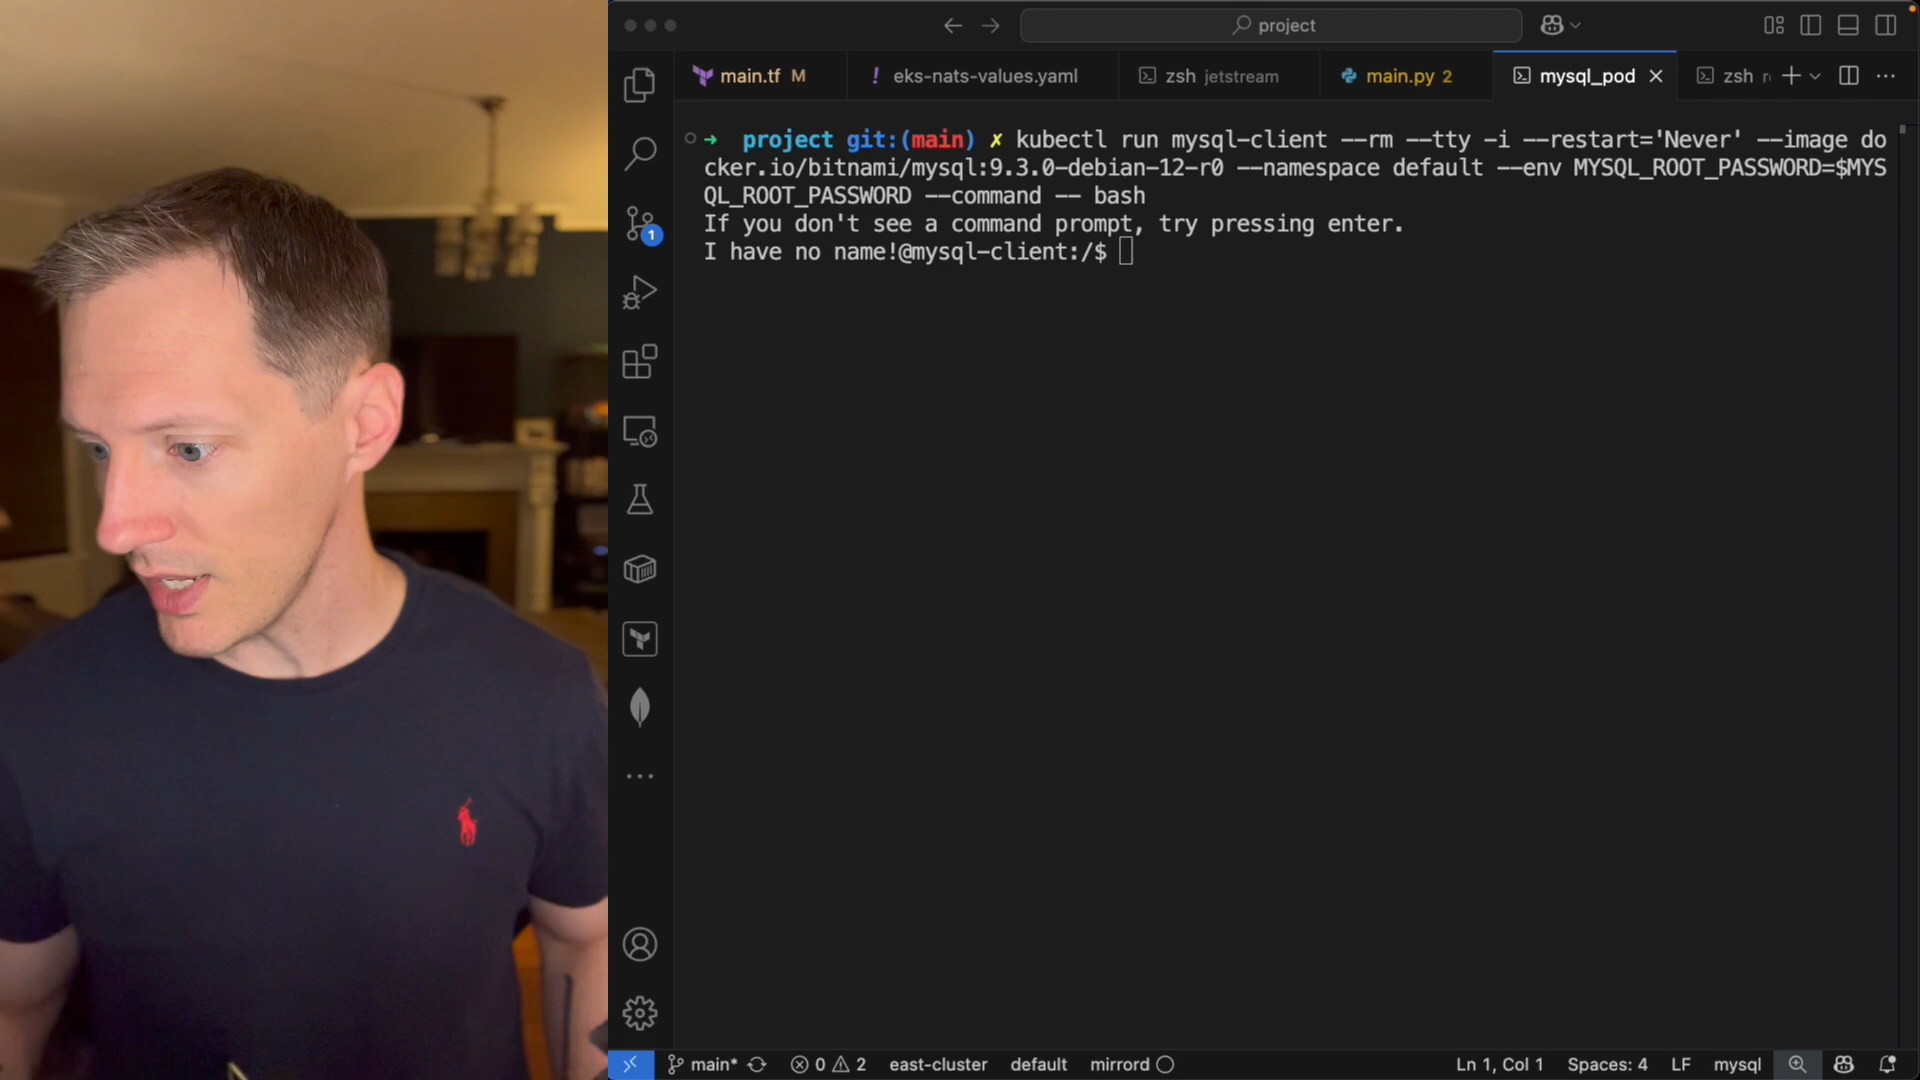 project
main.tf M
! eks-nats-values.yaml
zsh jetstream
main.py 2
mysql_pod
zsh
➜ project git:(main) ✗ kubectl run mysql-client --rm --tty -i --restart='Never' --image do
cker.io/bitnami/mysql:9.3.0-debian-12-r0 --namespace default --env MYSQL_ROOT_PASSWORD=$MYS
QL_ROOT_PASSWORD --command -- bash
If you don't see a command prompt, try pressing enter.
I have no name!@mysql-client:/$
1
main* 0 2 east-cluster default mirrord Ln 1, Col 1 Spaces: 4 LF mysql